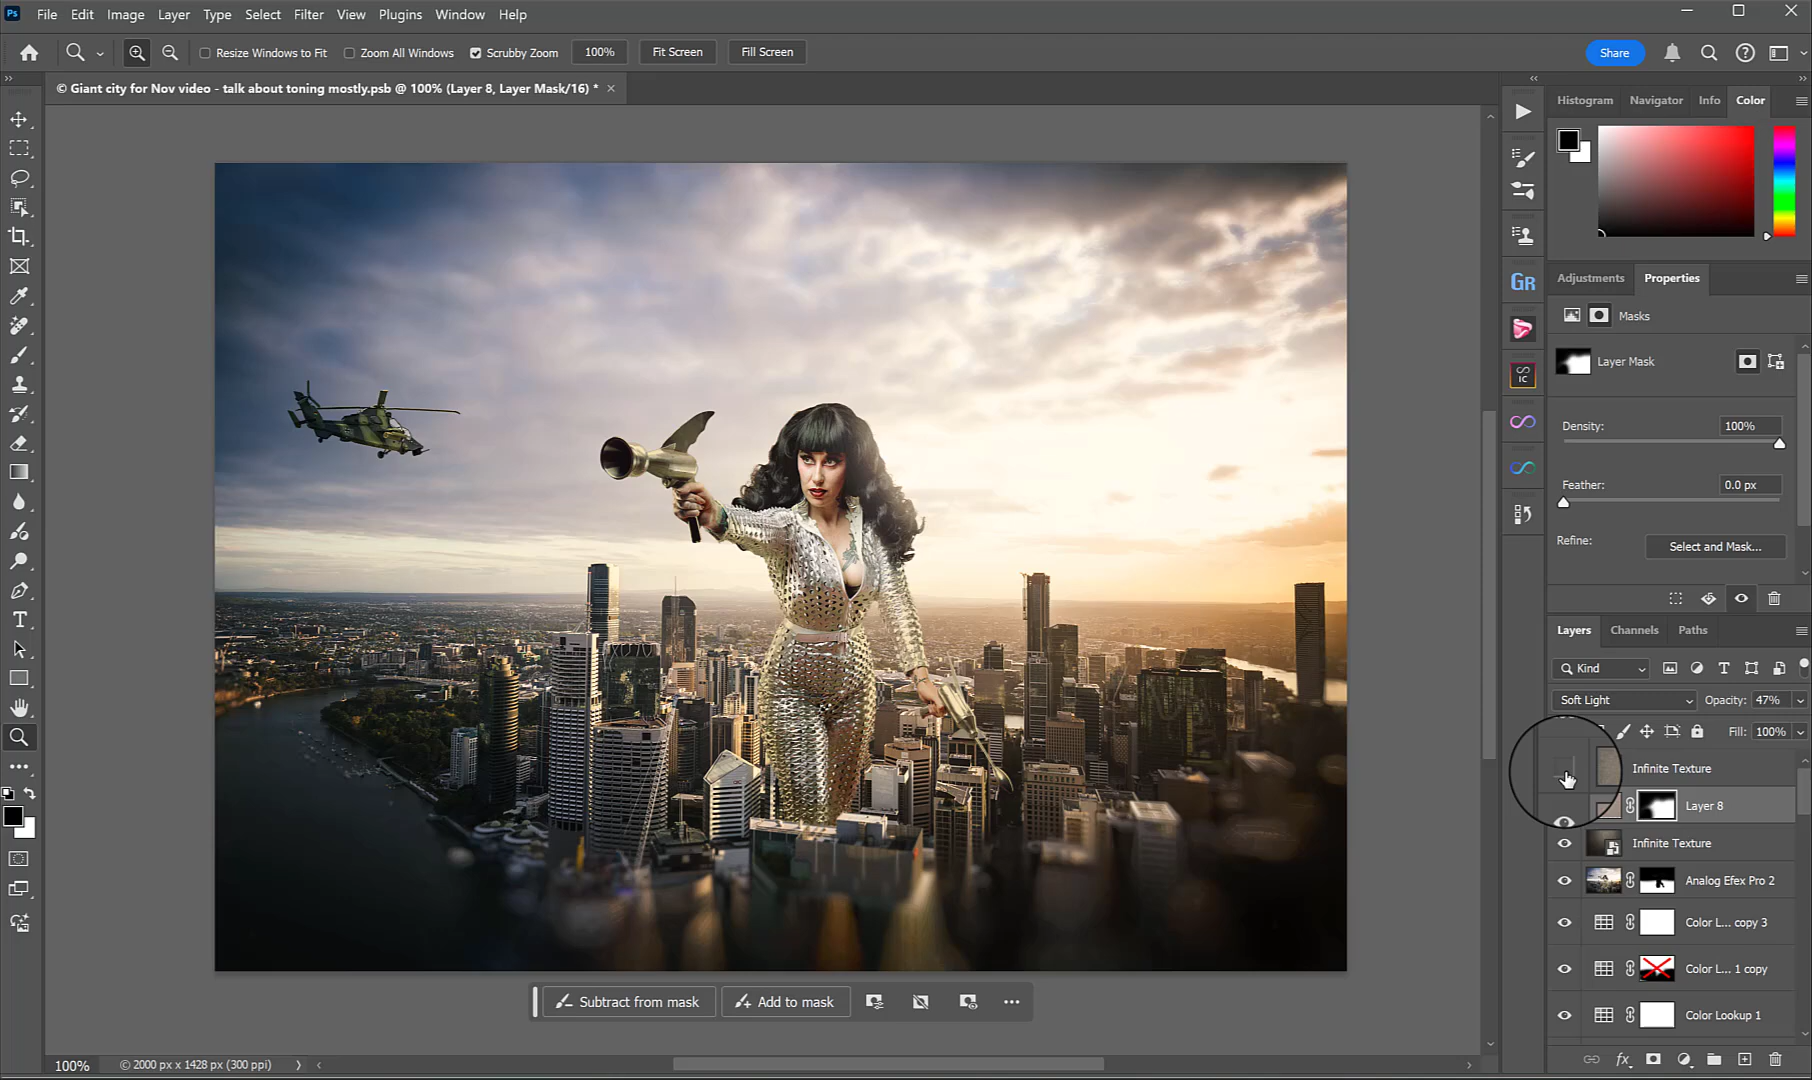 Ps File Edit Image Layer Type Select Filter View Plugins Window Help
Resize Windows to Fit Zoom All Windows Scrubby Zoom 100% Fit Screen Fill Screen Share
© Giant city for Nov video - talk about toning mostly.psb @ 100% (Layer 8, Layer Mask/16) * ×
Histogram Navigator Info Color
Adjustments Properties
Gr
Masks
Layer Mask
IC
Density: 100%
Feather: 0.0 px
Refine: Select and Mask...
Layers Channels Paths
Kind
Soft Light Opacity: 47%
Fill: 100%
Infinite Texture
Layer 8
Infinite Texture
Analog Efex Pro 2
Color L... copy 3
Color L... 1 copy
Color Lookup 1
Subtract from mask Add to mask
100% © 2000 px x 1428 px (300 ppi)
fx